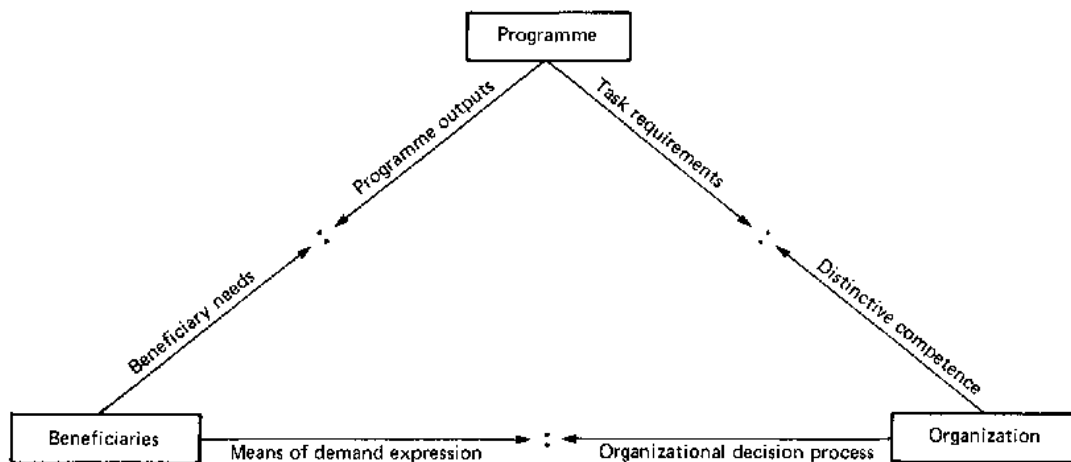 Programme
Programme outputs
Task requirements
Beneficiary needs
Distinctive competence
Beneficiaries
Means of demand expression
Organizational decision process
Organization